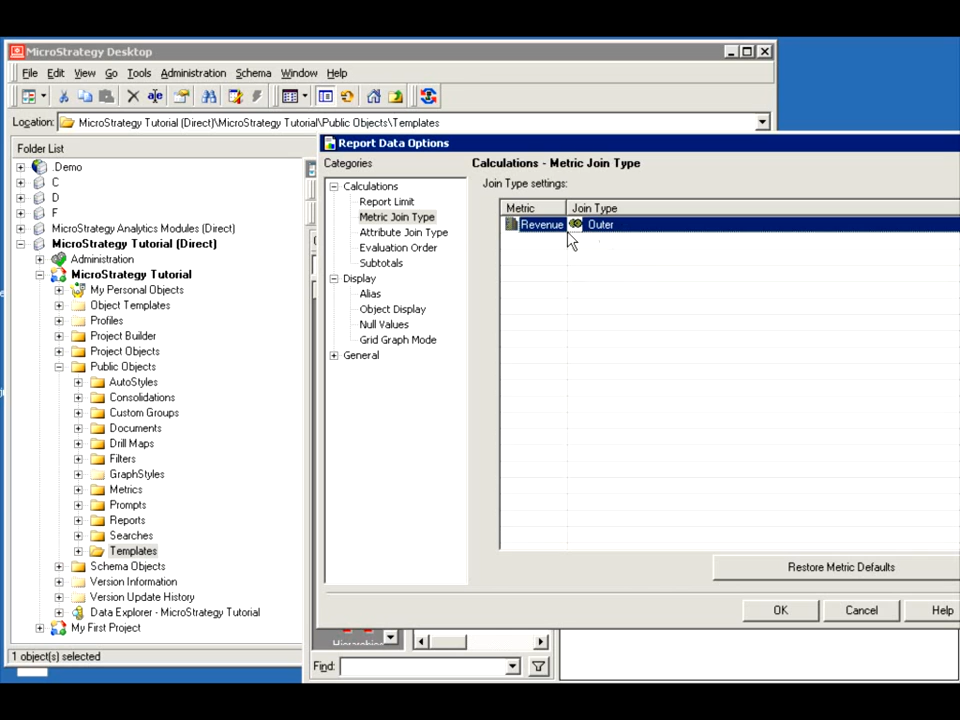 MicroStrategy Desktop
File Edit View Go Tools Administration Schema Window Help
Location: MicroStrategy Tutorial (Direct)\MicroStrategy Tutorial\Public Objects\Templates
Folder List
.Demo
C
D
F
MicroStrategy Analytics Modules (Direct)
MicroStrategy Tutorial (Direct)
Administration
MicroStrategy Tutorial
My Personal Objects
Object Templates
Profiles
Project Builder
Project Objects
Public Objects
AutoStyles
Consolidations
Custom Groups
Documents
Drill Maps
Filters
GraphStyles
Metrics
Prompts
Reports
Searches
Templates
Schema Objects
Version Information
Version Update History
Data Explorer - MicroStrategy Tutorial
My First Project
1 object(s) selected
Report Data Options
Categories
Calculations
Report Limit
Metric Join Type
Attribute Join Type
Evaluation Order
Subtotals
Display
Alias
Object Display
Null Values
Grid Graph Mode
General
Calculations - Metric Join Type
Join Type settings:
Metric Join Type
Revenue Outer
Restore Metric Defaults
OK Cancel Help
Find: